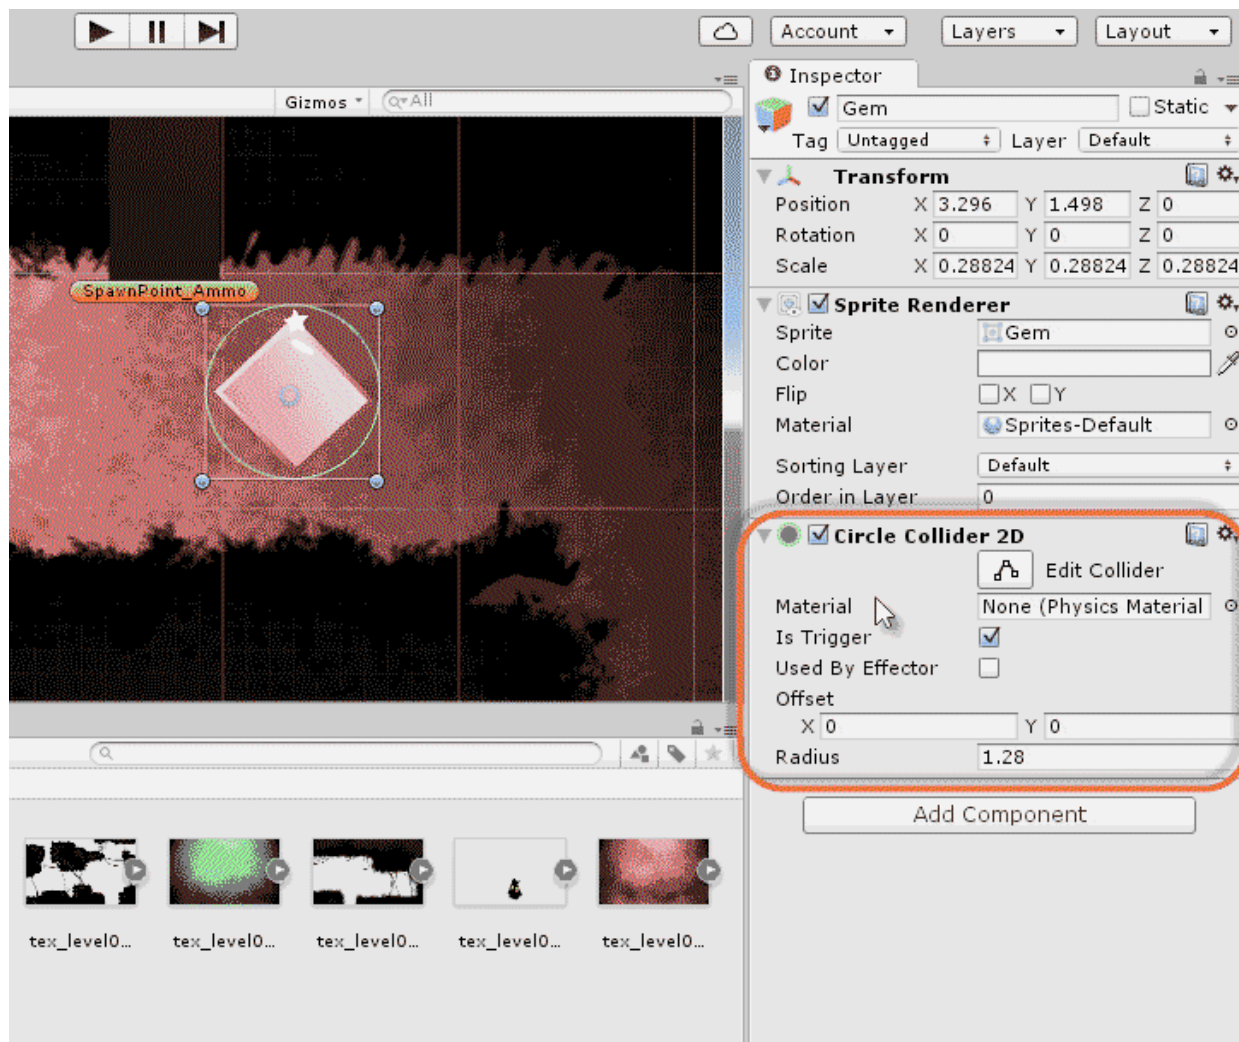 Account Layers Layout
Inspector
Gizmos All
Gem Static
Tag Untagged Layer Default
Transform
Position X 3.296 Y 1.498 Z 0
Rotation X 0 Y 0 Z 0
Scale X 0.28824 Y 0.28824 Z 0.28824
SpawnPoint_Ammo
Sprite Renderer
Sprite Gem
Color
Flip X Y
Material Sprites-Default
Sorting Layer Default
Order in Layer 0
Circle Collider 2D
Edit Collider
Material None (Physics Material
Is Trigger
Used By Effector
Offset
X 0 Y 0
Radius 1.28
Add Component
tex_level0... tex_level0... tex_level0... tex_level0... tex_level0...